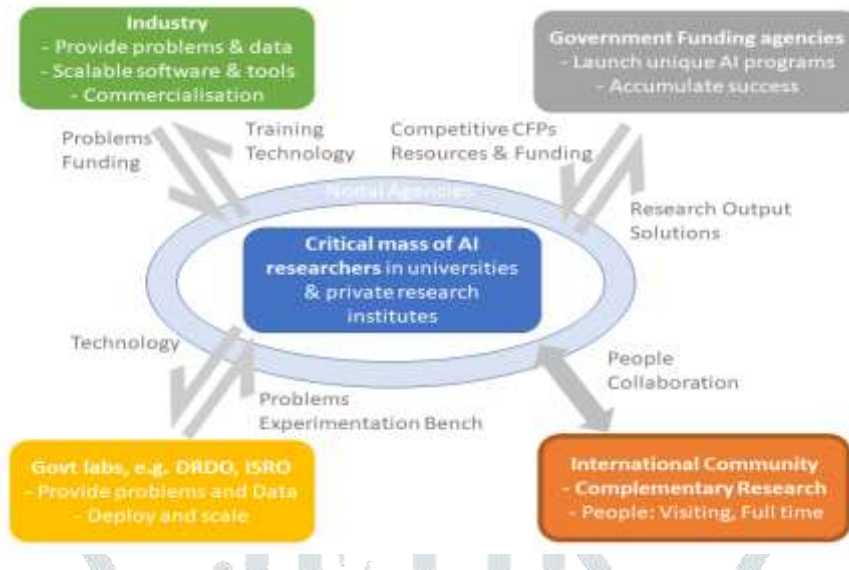 Industry
- Provide problems & data
- Scalable software & tools
- Commercialisation
Government Funding agencies
- Launch unique AI programs
- Accumulate success
Problems
Funding
Training
Technology
Competitive CFPs
Resources & Funding
Nodal Agencies
Research Output
Solutions
Critical mass of AI
researchers in universities
& private research
institutes
Technology
Problems
Experimentation Bench
People
Collaboration
Govt labs, e.g. DRDO, ISRO
- Provide problems and Data
- Deploy and scale
International Community
- Complementary Research
- People: Visiting, Full time